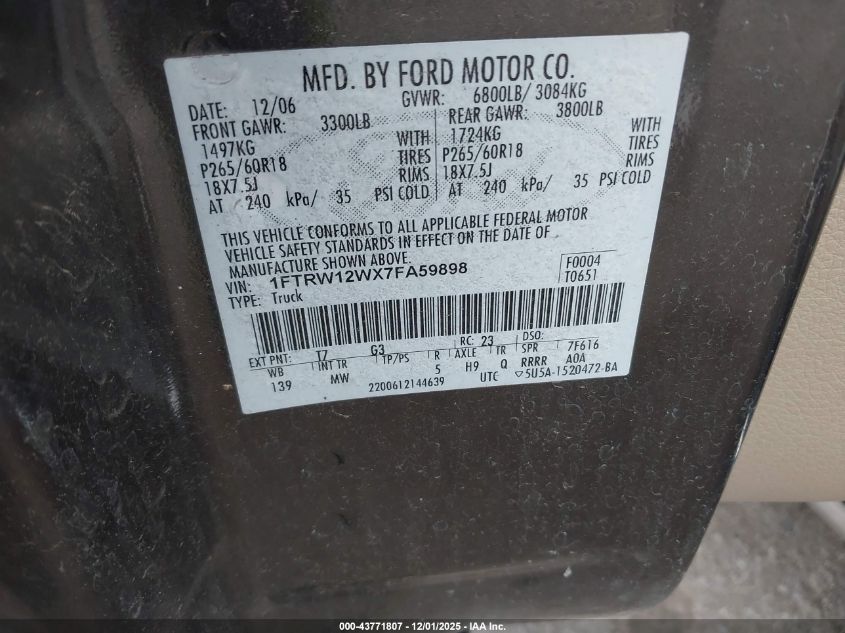 MFD. BY FORD MOTOR CO.
DATE: 12/06 GVWR: 6800LB/ 3084KG
FRONT GAWR: 3300LB REAR GAWR: 3800LB
1497KG WITH 1724KG WITH
P265/60R18 TIRES P265/60R18 TIRES
18X7.5J RIMS 18X7.5J RIMS
AT 240 kPa/ 35 PSI COLD AT 240 kPa/ 35 PSI COLD
THIS VEHICLE CONFORMS TO ALL APPLICABLE FEDERAL MOTOR
VEHICLE SAFETY STANDARDS IN EFFECT ON THE DATE OF
MANUFACTURE SHOWN ABOVE.
VIN: 1FTRW12WX7FA59898 F0004
TYPE: Truck T0651
EXT PNT: T7 G3 RC: 23 DSO:
WB INT TR TP/PS R AXLE TR SPR 7F616
139 MW 5 H9 Q RRRR A0A
2200612144639 UTC ▽5U5A-1520472-BA
000-43771807 - 12/01/2025 - IAA Inc.